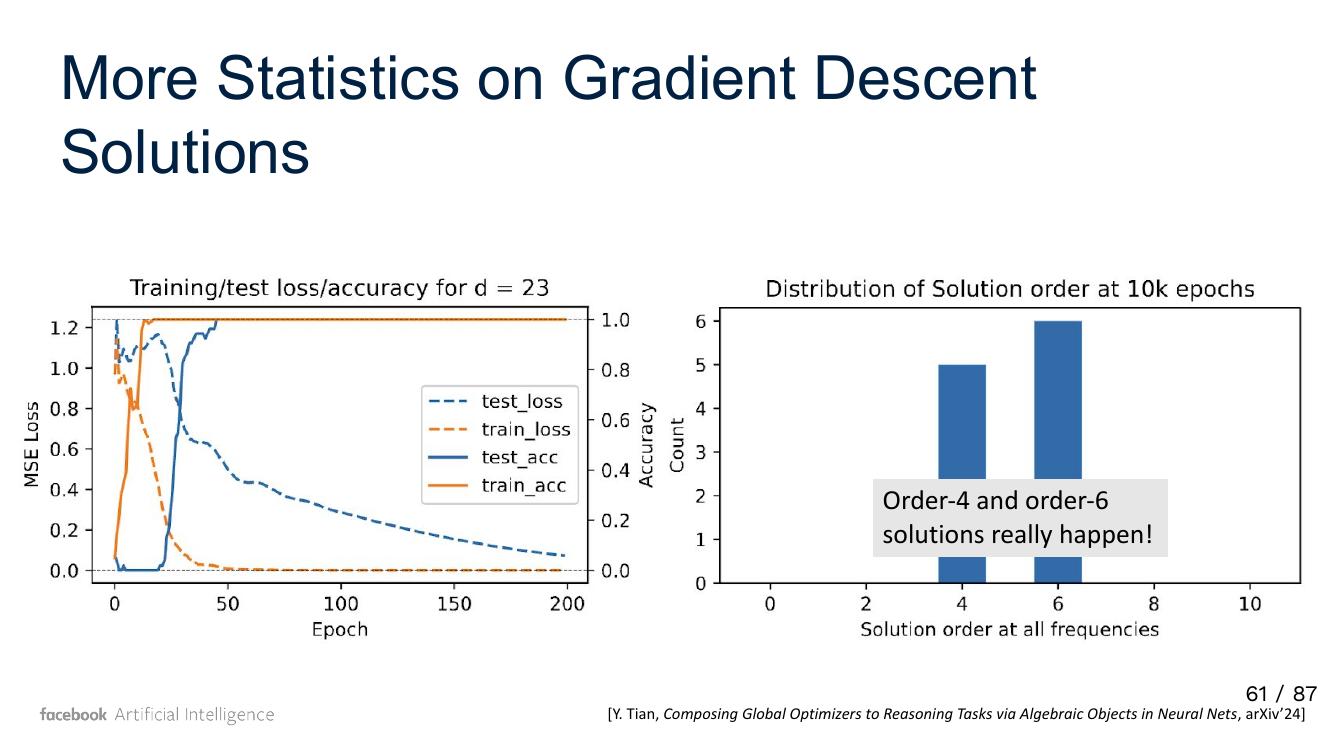 More Statistics on Gradient Descent
Solutions
Training/test loss/accuracy for d = 23
1.2
1.0
0.8
0.6
0.4
0.2
0.0
MSE Loss
1.0
0.8
0.6
0.4
0.2
0.0
Accuracy
test_loss
train_loss
test_acc
train_acc
0 50 100 150 200
Epoch
Distribution of Solution order at 10k epochs
6
5
4
3
2
1
0
Count
Order-4 and order-6
solutions really happen!
0 2 4 6 8 10
Solution order at all frequencies
61 / 87
facebook Artificial Intelligence
[Y. Tian, Composing Global Optimizers to Reasoning Tasks via Algebraic Objects in Neural Nets, arXiv’24]